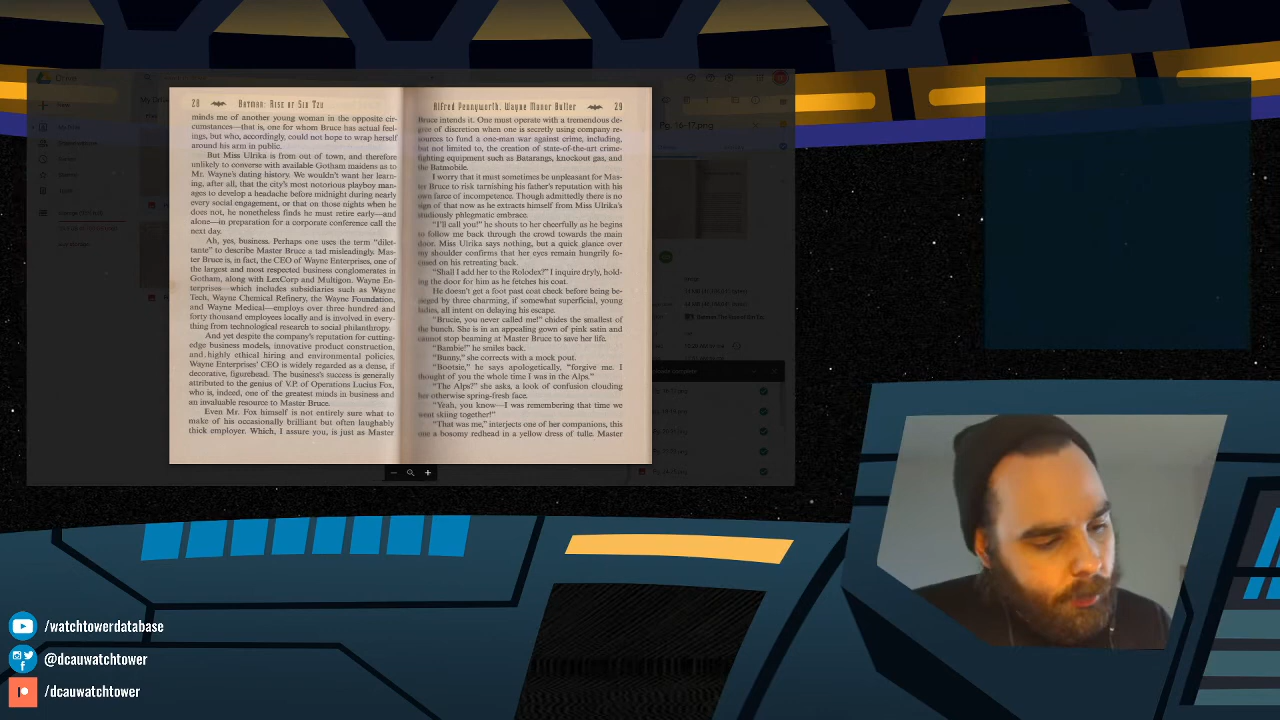 28 Batman: Rise of Sin Tzu
minds me of another young woman in the opposite cir-
cumstances—that is, one for whom Bruce has actual feel-
ings, but who, accordingly, could not hope to wrap herself
around his arm in public.
But Miss Ulrika is from out of town, and therefore
unlikely to converse with available Gotham maidens as to
Mr. Wayne's dating history. We wouldn't want her learn-
ing, after all, that the city's most notorious playboy man-
ages to develop a headache before midnight during nearly
every social engagement, or that on those nights when he
does not, he nonetheless finds he must retire early—and
alone—in preparation for a corporate conference call the
next day.
Ah, yes, business. Perhaps one uses the term "dilet-
tante" to describe Master Bruce a tad misleadingly. Mas-
ter Bruce is, in fact, the CEO of Wayne Enterprises, one of
the largest and most respected business conglomerates in
Gotham, along with LexCorp and Multigon. Wayne En-
terprises—which includes subsidiaries such as Wayne
Tech, Wayne Chemical Refinery, the Wayne Foundation,
and Wayne Medical—employs over three hundred and
forty thousand employees locally and is involved in every-
thing from technological research to social philanthropy.
And yet despite the company's reputation for cutting-
edge business models, innovative product construction,
and highly ethical hiring and environmental policies,
Wayne Enterprises' CEO is widely regarded as a dense, if
decorative, figurehead. The business's success is generally
attributed to the genius of V.P. of Operations Lucius Fox,
who is, indeed, one of the greatest minds in business and
an invaluable resource to Master Bruce.
Even Mr. Fox himself is not entirely sure what to
make of his occasionally brilliant but often laughably
thick employer. Which, I assure you, is just as Master
Alfred Pennyworth, Wayne Manor Butler 29
Bruce intends it. One must operate with a tremendous de-
gree of discretion when one is secretly using company re-
sources to fund a one-man war against crime, including,
but not limited to, the creation of state-of-the-art crime-
fighting equipment such as Batarangs, knockout gas, and
the Batmobile.
I worry that it must sometimes be unpleasant for Mas-
ter Bruce to risk tarnishing his father's reputation with his
own farce of incompetence. Though admittedly there is no
sign of that now as he extracts himself from Miss Ulrika's
studiously phlegmatic embrace.
"I'll call you!" he shouts to her cheerfully as he begins
to follow me back through the crowd towards the main
door. Miss Ulrika says nothing, but a quick glance over
my shoulder confirms that her eyes remain hungrily fo-
cused on his retreating back.
"Shall I add her to the Rolodex?" I inquire dryly, hold-
ing the door for him as he fetches his coat.
He doesn't get a foot past coat check before being be-
sieged by three charming, if somewhat superficial, young
ladies, all intent on delaying his escape.
"Brucie, you never called me!" chides the smallest of
the bunch. She is in an appealing gown of pink satin and
cannot stop beaming at Master Bruce to save her life.
"Bambie!" he smiles back.
"Bunny," she corrects with a mock pout.
"Bootsie," he says apologetically, "forgive me. I
thought of you the whole time I was in the Alps."
"The Alps?" she asks, a look of confusion clouding
her otherwise spring-fresh face.
"Yeah, you know—I was remembering that time we
went skiing together!"
"That was me," interjects one of her companions, this
one a bosomy redhead in a yellow dress of tulle. Master
Drive
Pg. 16-17.png
/watchtowerdatabase
@dcauwatchtower
/dcauwatchtower